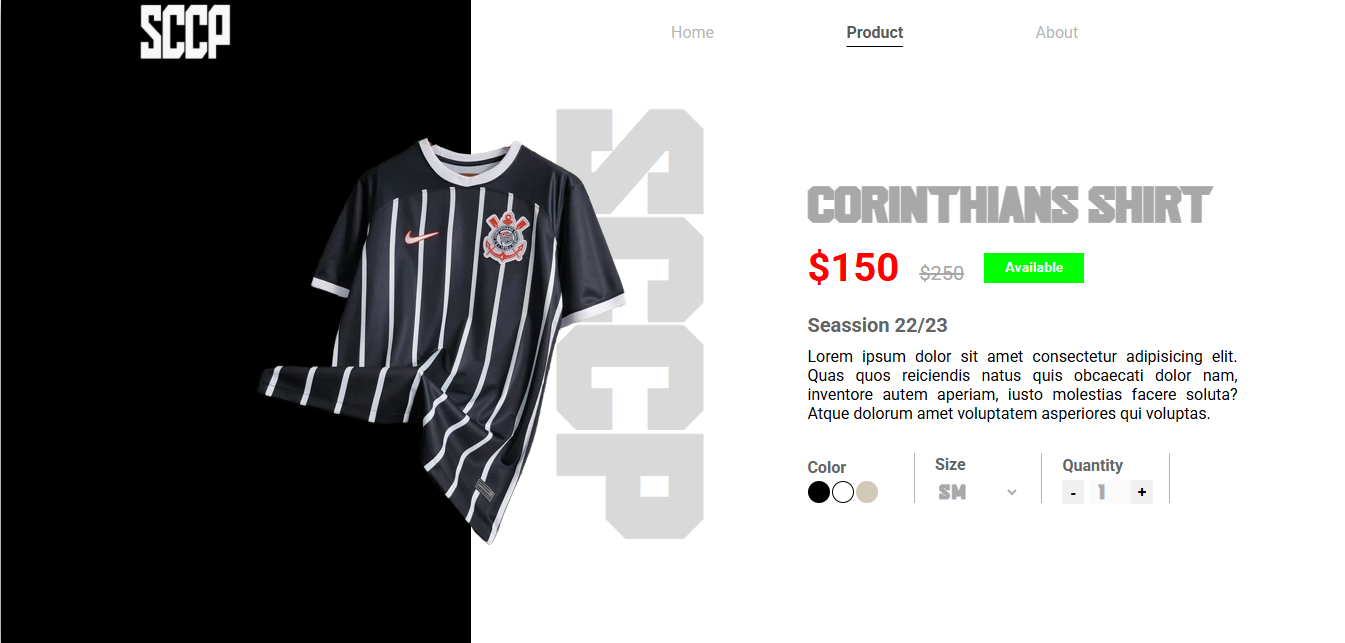 SCCP
Home
Product
About
SCCP
CORINTHIANS SHIRT
$150
$250
Available
Seassion 22/23
Lorem ipsum dolor sit amet consectetur adipisicing elit.
Quas quos reiciendis natus quis obcaecati dolor nam,
inventore autem aperiam, iusto molestias facere soluta?
Atque dolorum amet voluptatem asperiores qui voluptas.
Color
Size
SM
Quantity
-
1
+